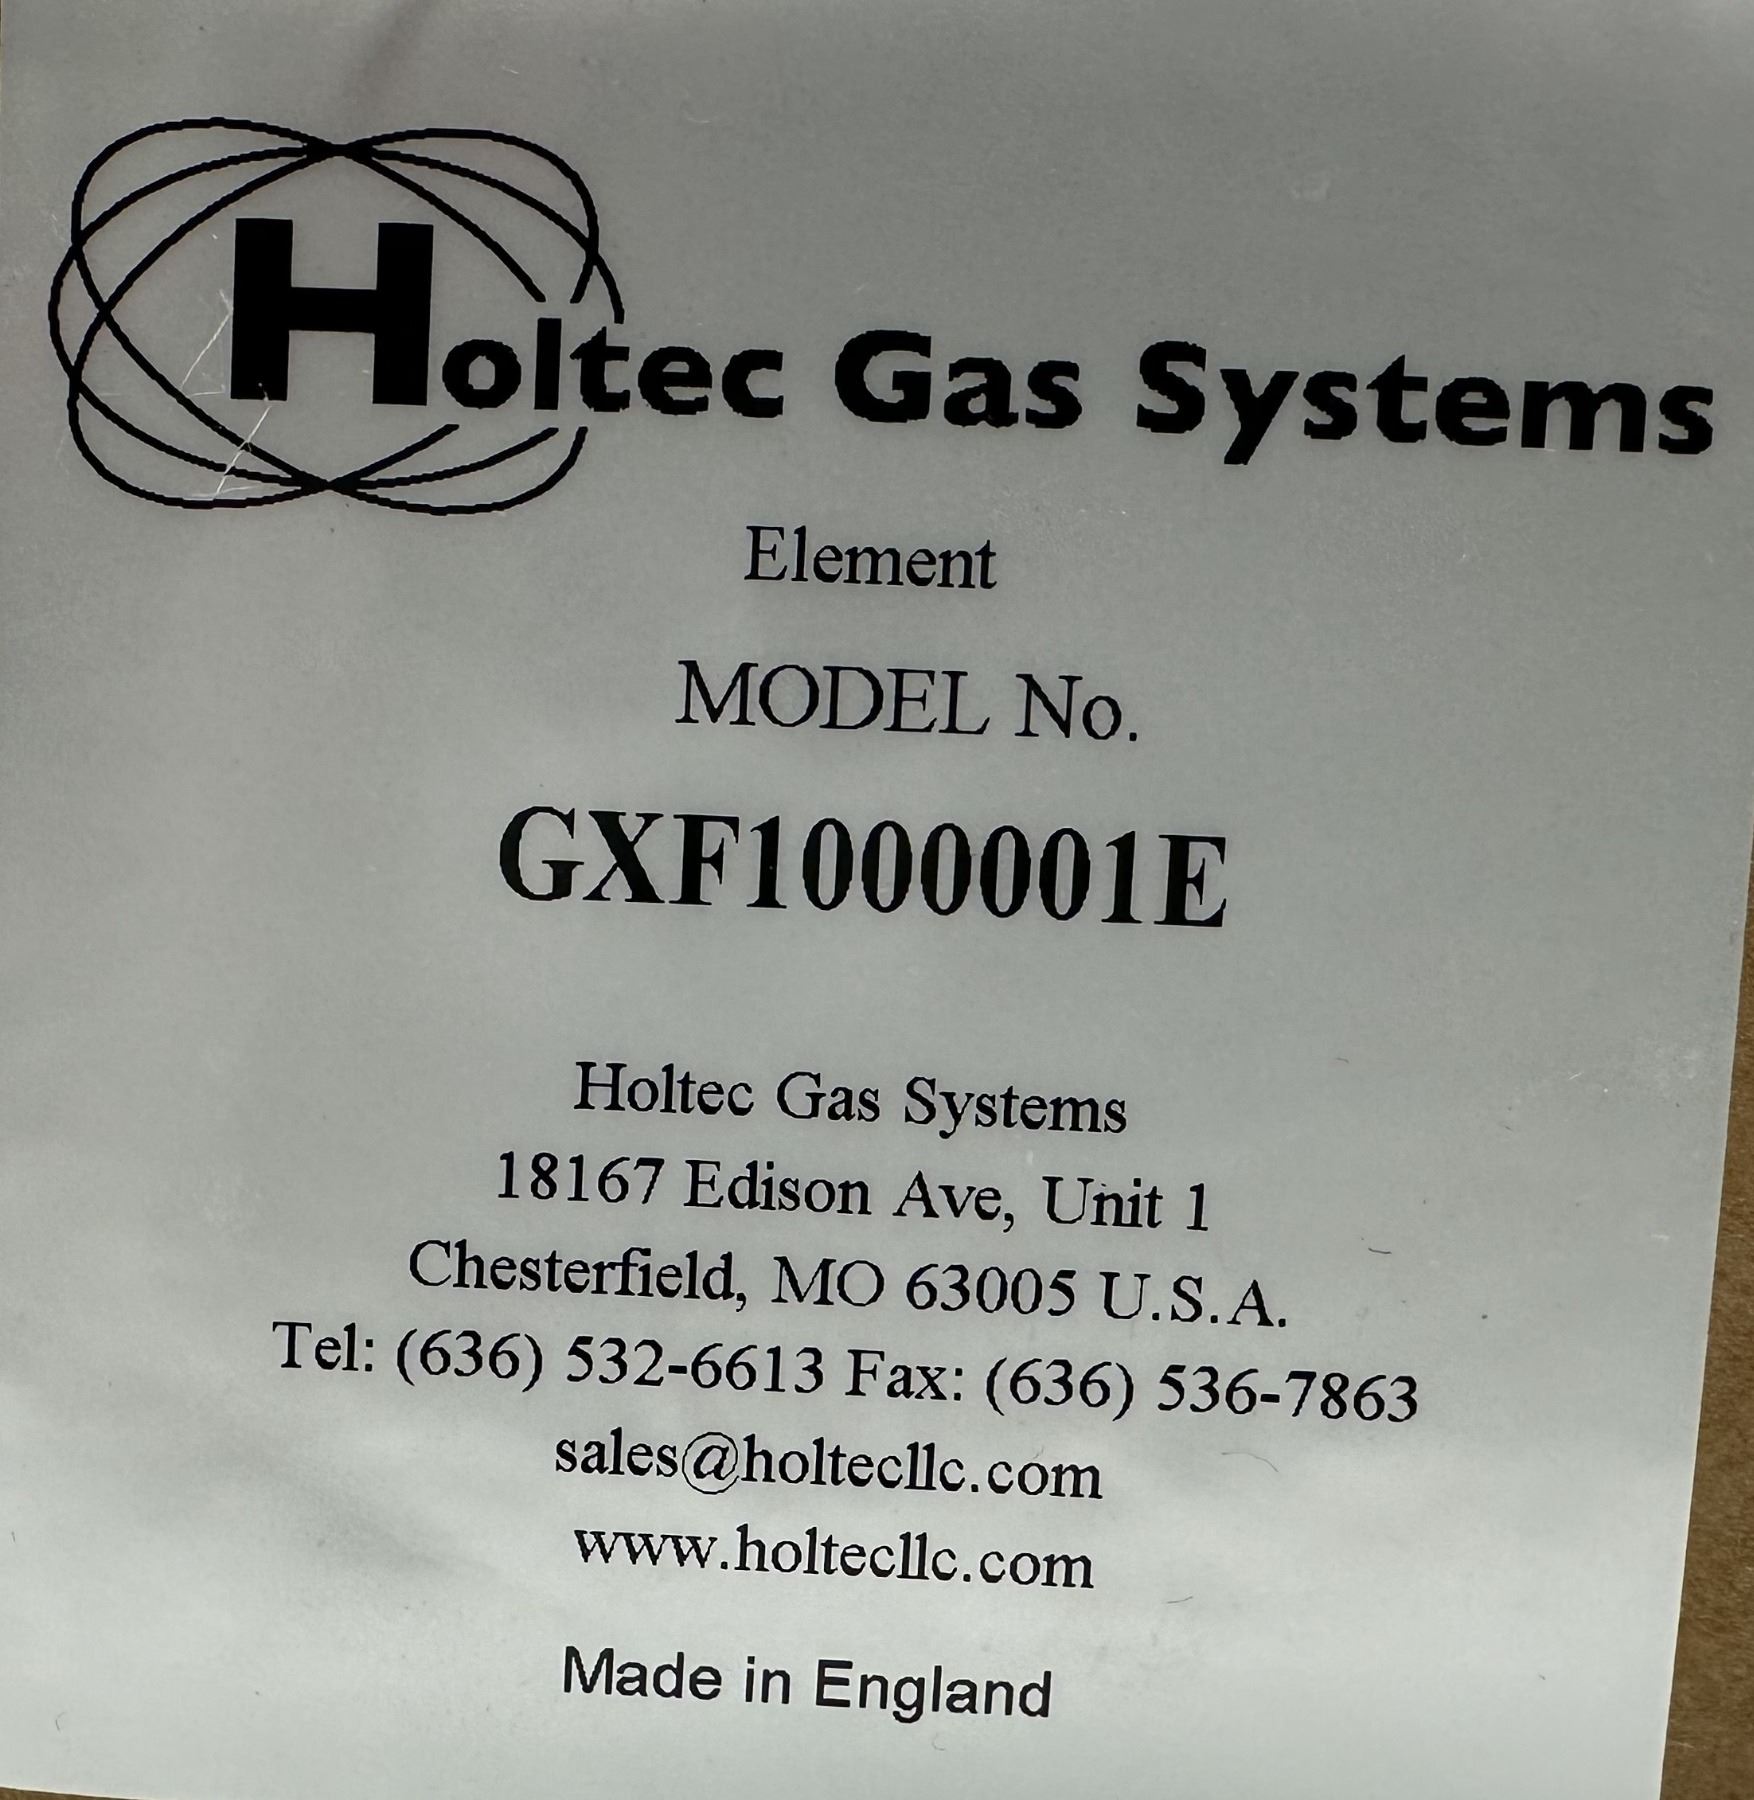 Holtec Gas Systems
Element
MODEL No.
GXF1000001E
Holtec Gas Systems
18167 Edison Ave, Unit 1
Chesterfield, MO 63005 U.S.A.
Tel: (636) 532-6613 Fax: (636) 536-7863
sales@holtecllc.com
www.holtecllc.com
Made in England